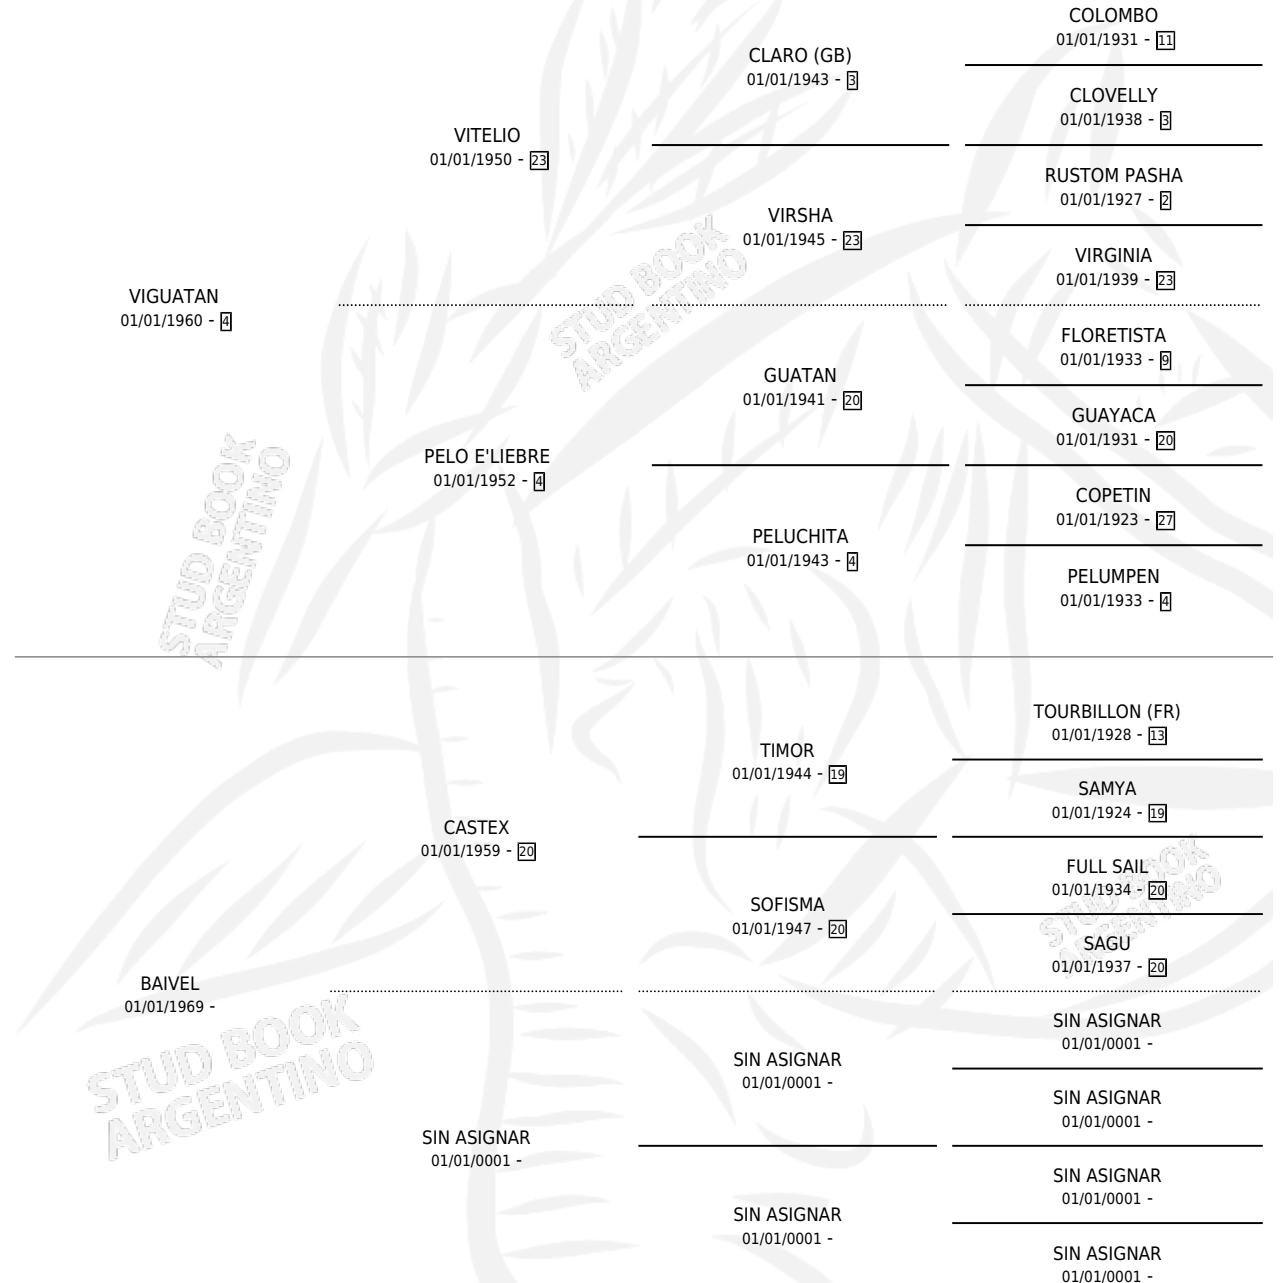 COLOMBO
01/01/1931 - 11
CLARO (GB)
01/01/1943 - 3
CLOVELLY
01/01/1938 - 3
VITELIO
01/01/1950 - 23
RUSTOM PASHA
01/01/1927 - 2
VIRSHA
01/01/1945 - 23
VIRGINIA
01/01/1939 - 23
VIGUATAN
01/01/1960 - 4
FLORETISTA
01/01/1933 - 9
GUATAN
01/01/1941 - 20
GUAYACA
01/01/1931 - 20
PELO E'LIEBRE
01/01/1952 - 4
COPETIN
01/01/1923 - 27
PELUCHITA
01/01/1943 - 4
PELUMPEN
01/01/1933 - 4
TOURBILLON (FR)
01/01/1928 - 13
TIMOR
01/01/1944 - 19
SAMYA
01/01/1924 - 19
CASTEX
01/01/1959 - 20
FULL SAIL
01/01/1934 - 20
SOFISMA
01/01/1947 - 20
SAGU
01/01/1937 - 20
BAIVEL
01/01/1969 -
SIN ASIGNAR
01/01/0001 -
SIN ASIGNAR
01/01/0001 -
SIN ASIGNAR
01/01/0001 -
SIN ASIGNAR
01/01/0001 -
SIN ASIGNAR
01/01/0001 -
SIN ASIGNAR
01/01/0001 -
SIN ASIGNAR
01/01/0001 -
STUD BOOK
ARGENTINO
STUD BOOK
ARGENTINO
STUD BOOK
ARGENTINO
STUD BOOK
ARGENTINO